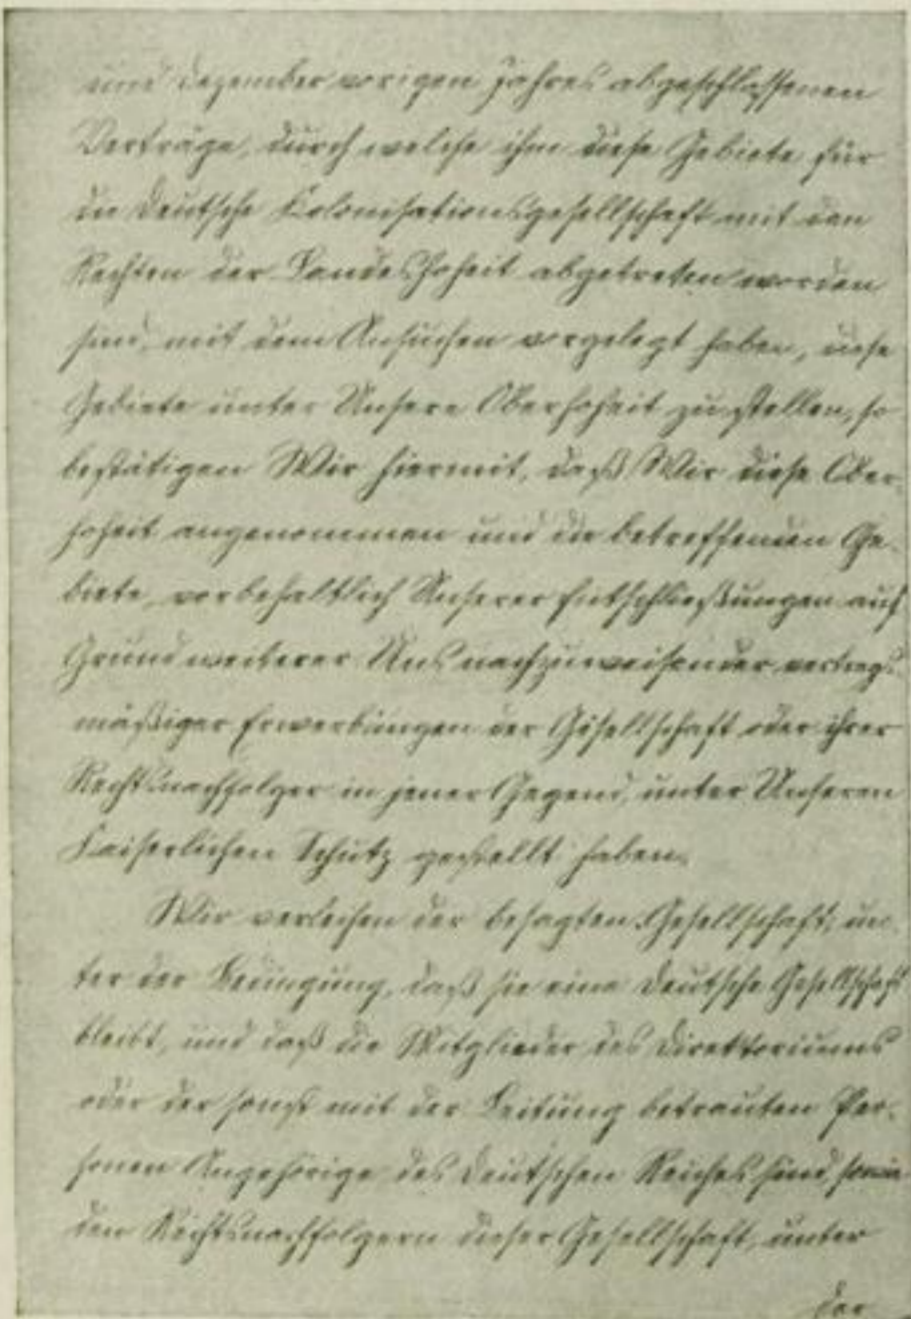 und Dezember vorigen Jahres abgeschlossenen
Verträge, durch welche ihm diese Gebiete für
die Deutsche Kolonisationsgesellschaft mit den
Rechten der Landeshoheit abgetreten worden
sind, mit dem Ansuchen vorgelegt haben, diese
Gebiete unter Unsere Oberhoheit zu stellen, so
bestätigen Wir hiermit, daß Wir diese Ober-
hoheit angenommen und die betreffenden Ge-
biete, vorbehaltlich Unserer Entschließungen auf
Grund weiterer Uns nachzuweisender vertrags-
mäßiger Erwerbungen der Gesellschaft oder ihrer
Rechtsnachfolger in jener Gegend, unter Unseren
Kaiserlichen Schutz gestellt haben.
Wir verleihen der besagten Gesellschaft, un-
ter der Bedingung, daß sie eine Deutsche Gesellschaft
bleibt, und daß die Mitglieder des Direktoriums
oder der sonst mit der Leitung betrauten Per-
sonen Angehörige des Deutschen Reiches sind, sowie
den Rechtsnachfolgern dieser Gesellschaft, unter
der